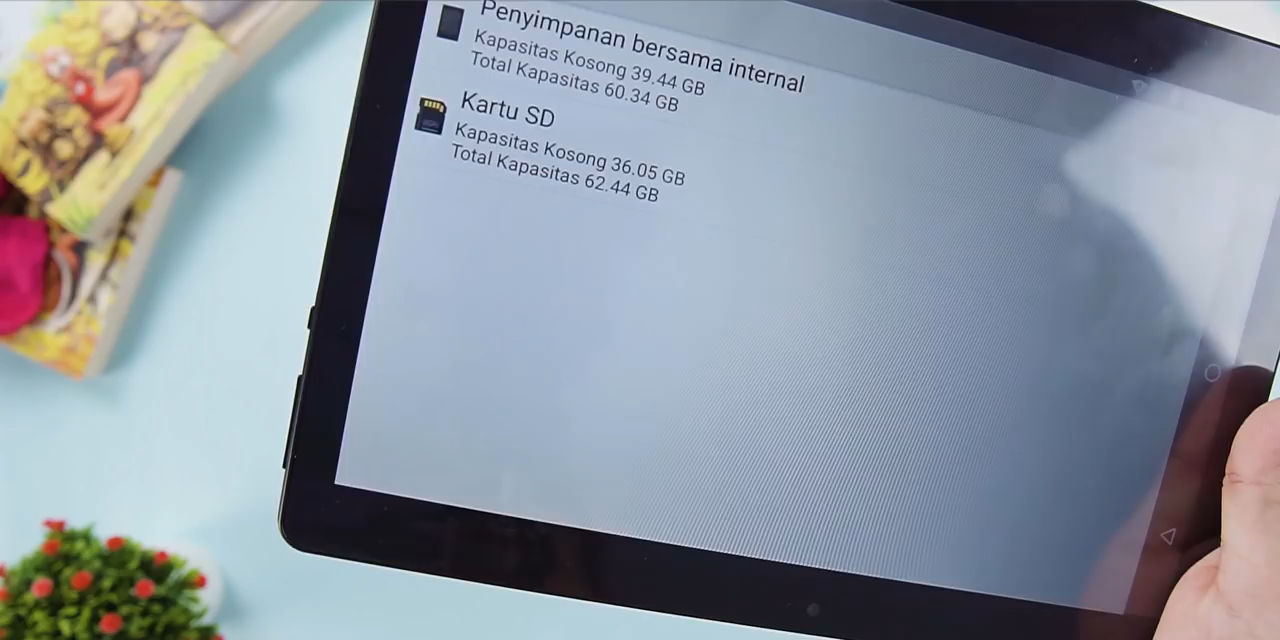 Penyimpanan bersama internal
Kapasitas Kosong 39.44 GB
Total Kapasitas 60.34 GB
Kartu SD
Kapasitas Kosong 36.05 GB
Total Kapasitas 62.44 GB